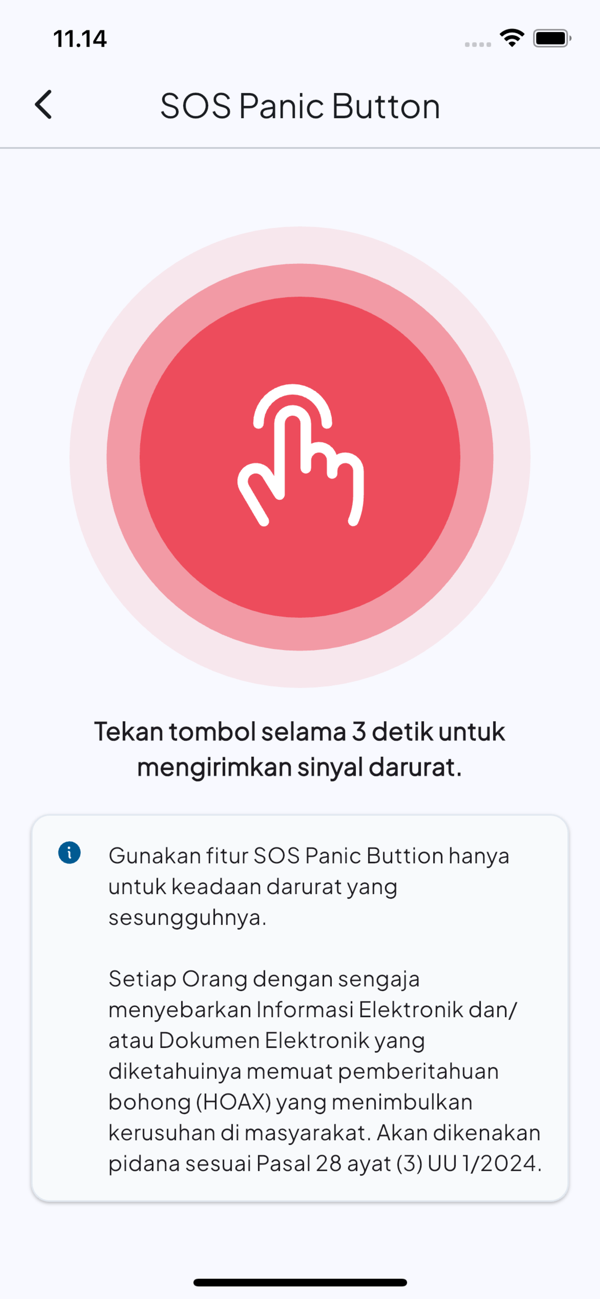 11.14
SOS Panic Button
Tekan tombol selama 3 detik untuk
mengirimkan sinyal darurat.
Gunakan fitur SOS Panic Buttion hanya
untuk keadaan darurat yang
sesungguhnya.
Setiap Orang dengan sengaja
menyebarkan Informasi Elektronik dan/
atau Dokumen Elektronik yang
diketahuinya memuat pemberitahuan
bohong (HOAX) yang menimbulkan
kerusuhan di masyarakat. Akan dikenakan
pidana sesuai Pasal 28 ayat (3) UU 1/2024.